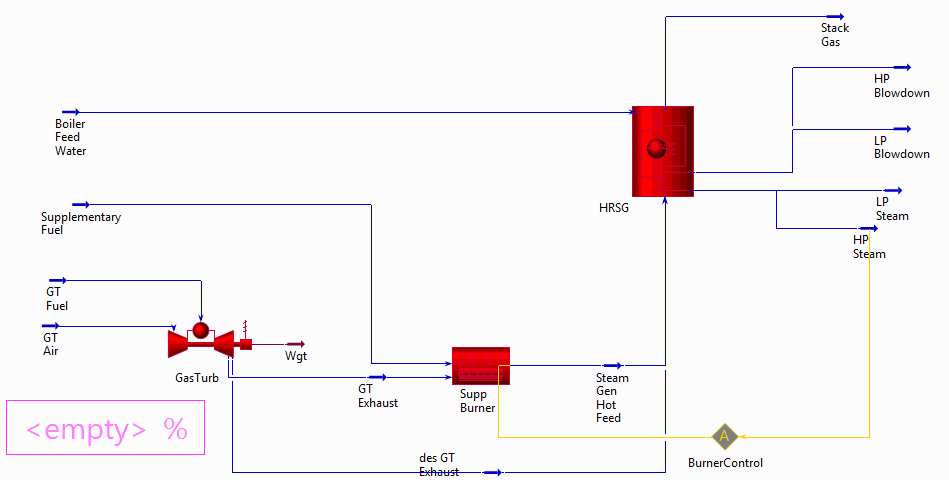 Stack
Gas
HP
Blowdown
Boiler
Feed
Water
LP
Blowdown
LP
Steam
HRSG
Supplementary
Fuel
HP
Steam
GT
Fuel
GT
Air
Wgt
GasTurb
GT
Exhaust
Supp
Burner
Steam
Gen
Hot
Feed
<empty> %
A
BurnerControl
des GT
Exhaust